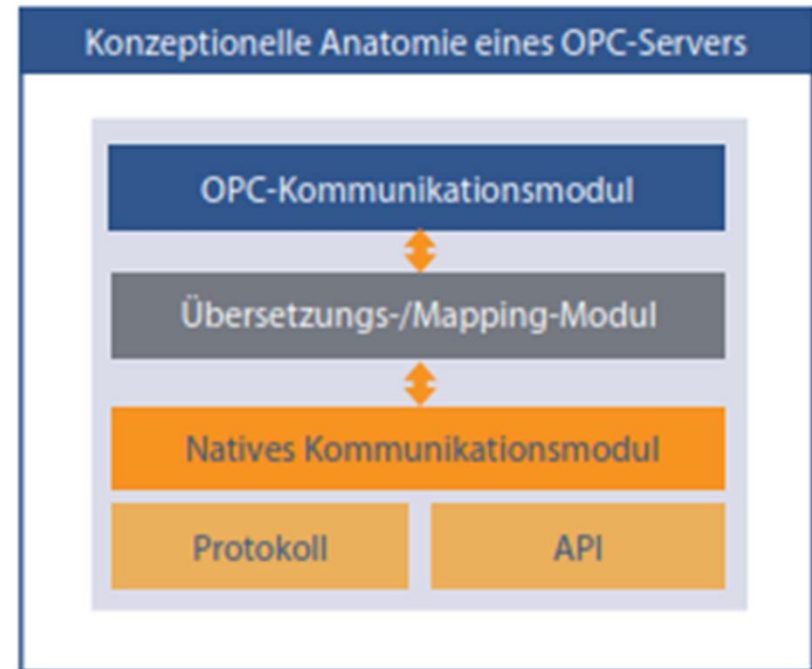 Konzeptionelle Anatomie eines OPC-Servers
OPC-Kommunikationsmodul
Übersetzungs-/Mapping-Modul
Natives Kommunikationsmodul
Protokoll
API